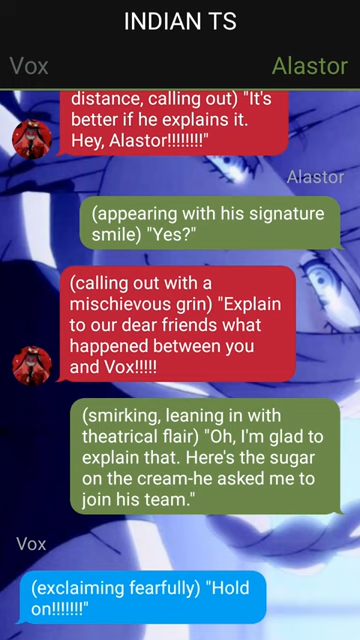 INDIAN TS
Vox
Alastor
distance, calling out) "It's
better if he explains it.
Hey, Alastor!!!!!!!!"
Alastor
(appearing with his signature
smile) "Yes?"
(calling out with a
mischievous grin) "Explain
to our dear friends what
happened between you
and Vox!!!!!
(smirking, leaning in with
theatrical flair) "Oh, I'm glad to
explain that. Here's the sugar
on the cream-he asked me to
join his team."
Vox
(exclaiming fearfully) "Hold
on!!!!!!!"